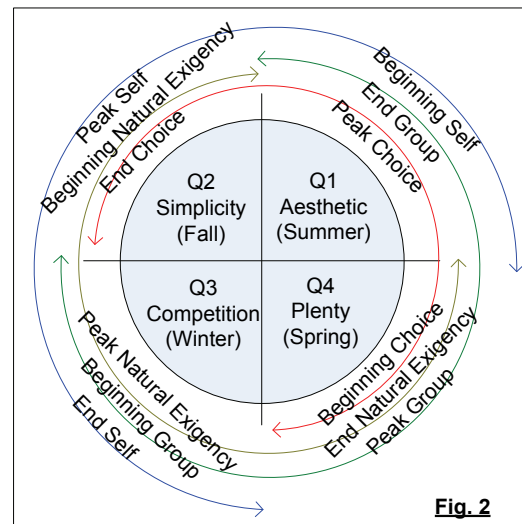 Peak Self
Beginning Natural Exigency
End Choice
Beginning Self
End Group
Peak Choice
Q2
Simplicity
(Fall)
Q1
Aesthetic
(Summer)
Q3
Competition
(Winter)
Q4
Plenty
(Spring)
Peak Natural Exigency
Beginning Group
End Self
Beginning Choice
End Natural Exigency
Peak Group
Fig. 2